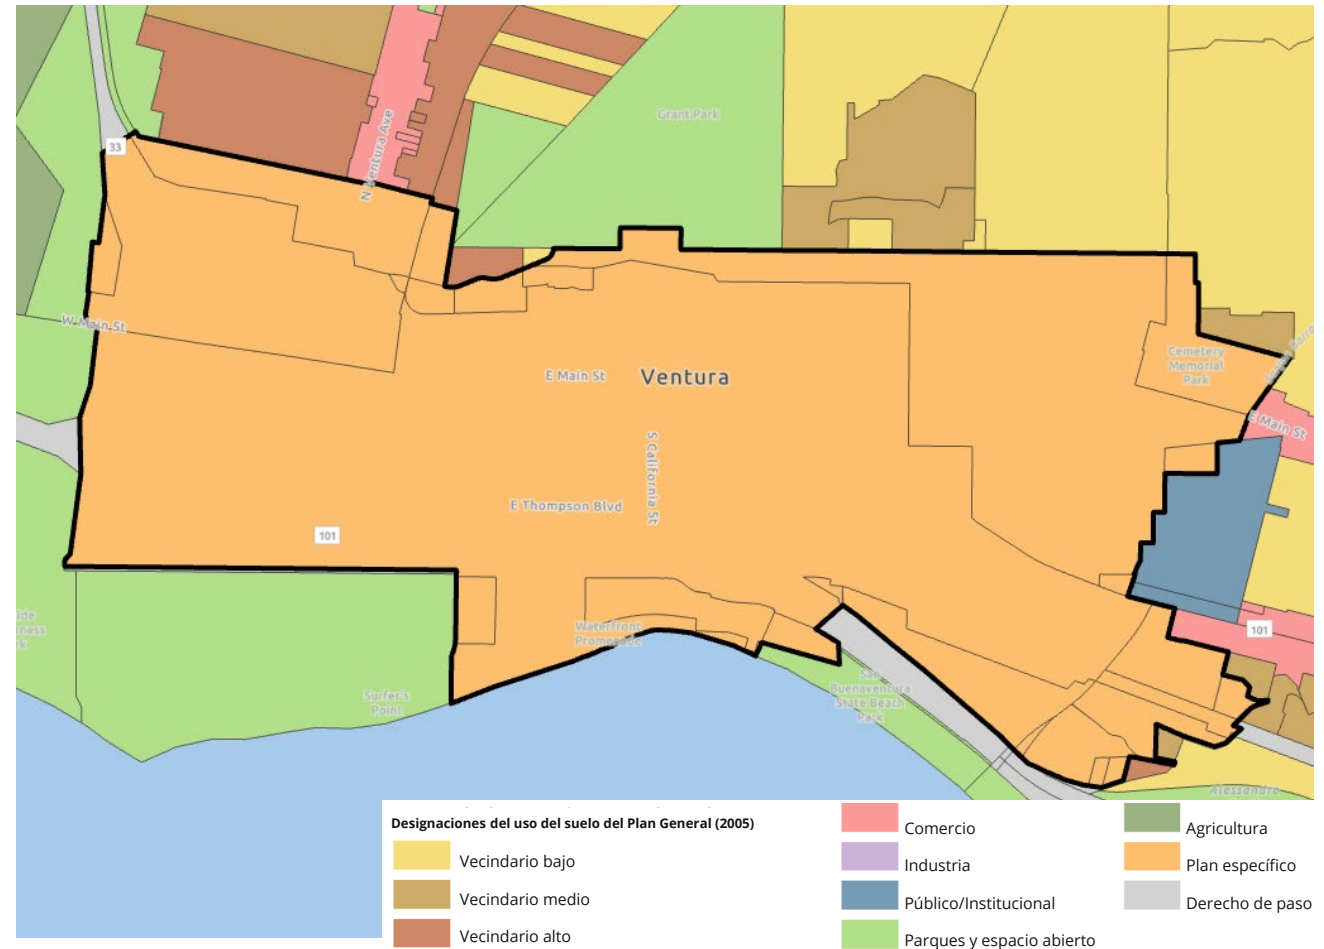 Grant Park
33
N Ventura Ave
W Main St
E Main St
Ventura
Cemetery
Memorial
Park
E Main St
S California St
E Thompson Blvd
101
Waterfront
Promenade
101
Surfer's
Point
San
Buenaventura
State Beach
Park
Alessandro
Designaciones del uso del suelo del Plan General (2005)
Vecindario bajo
Vecindario medio
Vecindario alto
Comercio
Industria
Público/Institucional
Parques y espacio abierto
Agricultura
Plan específico
Derecho de paso